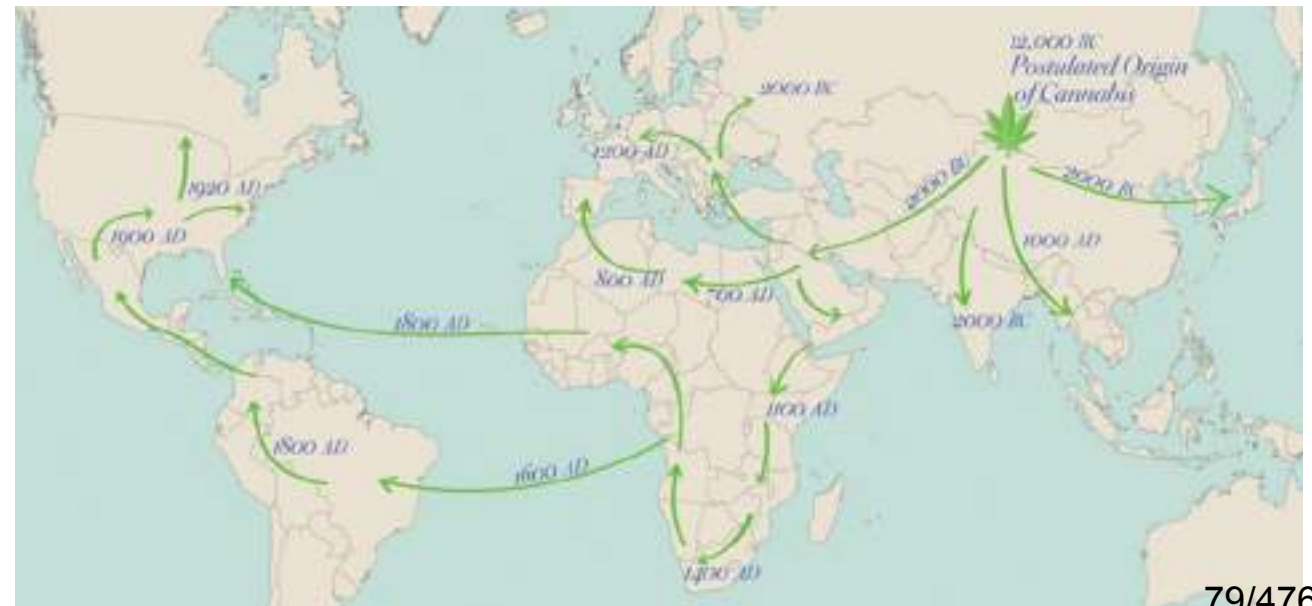 12,000 BC
Postulated Origin
of Cannabis
2000 BC
1200 AD
2000 BC
2000 BC
1920 AD
1900 AD
1000 AD
800 AD
700 AD
2000 BC
1800 AD
1100 AD
1800 AD
1600 AD
1400 AD
79/476